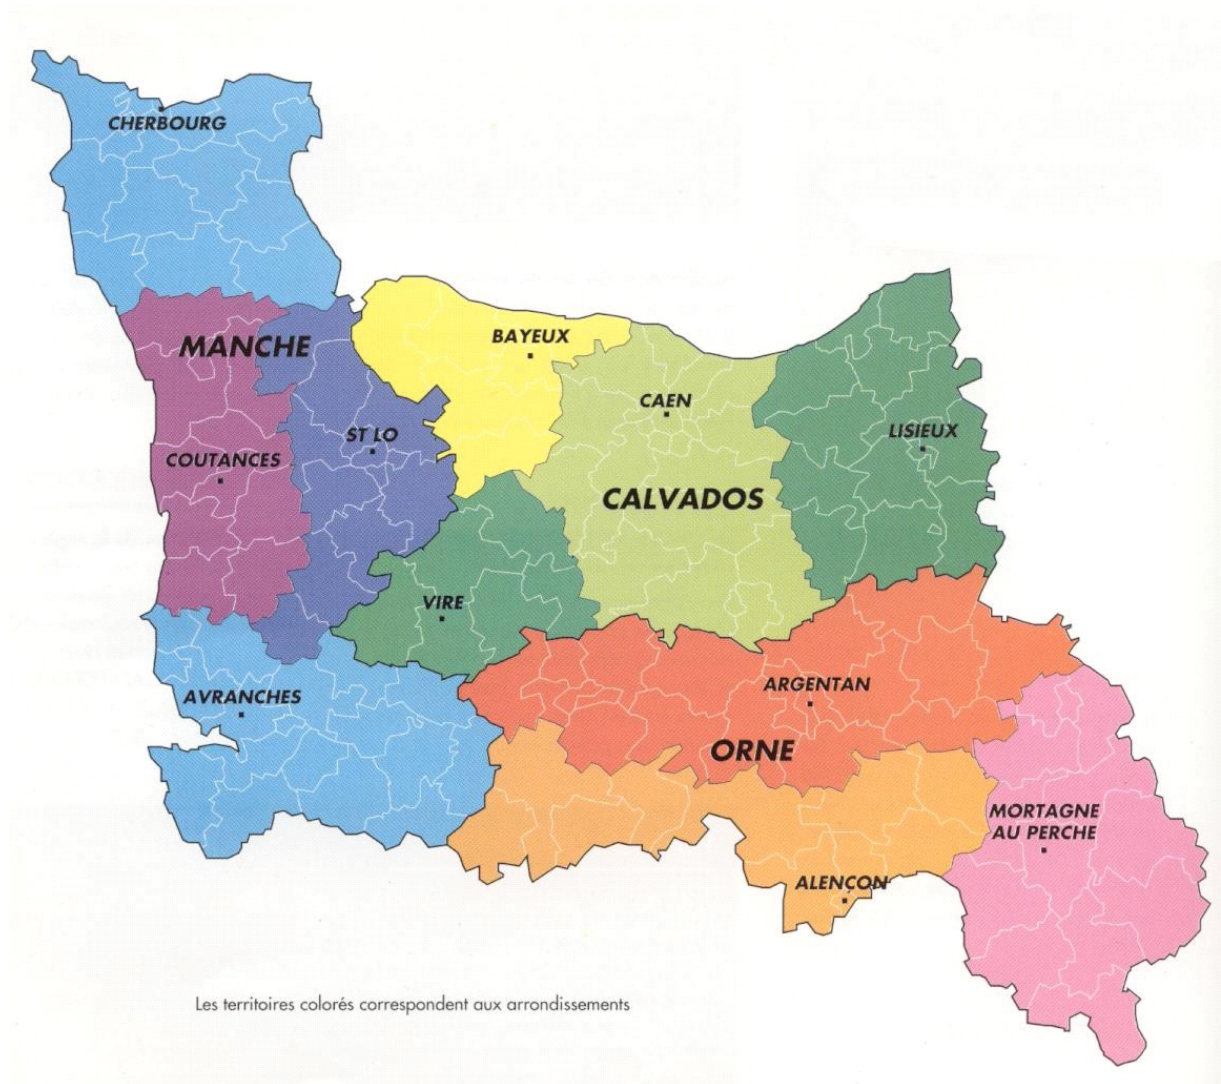 CHERBOURG
MANCHE
BAYEUX
CAEN
ST LO
LISIEUX
COUTANCES
CALVADOS
VIRE
AVRANCHES
ARGENTAN
ORNE
MORTAGNE
AU PERCHE
ALENÇON
Les territoires colorés correspondent aux arrondissements